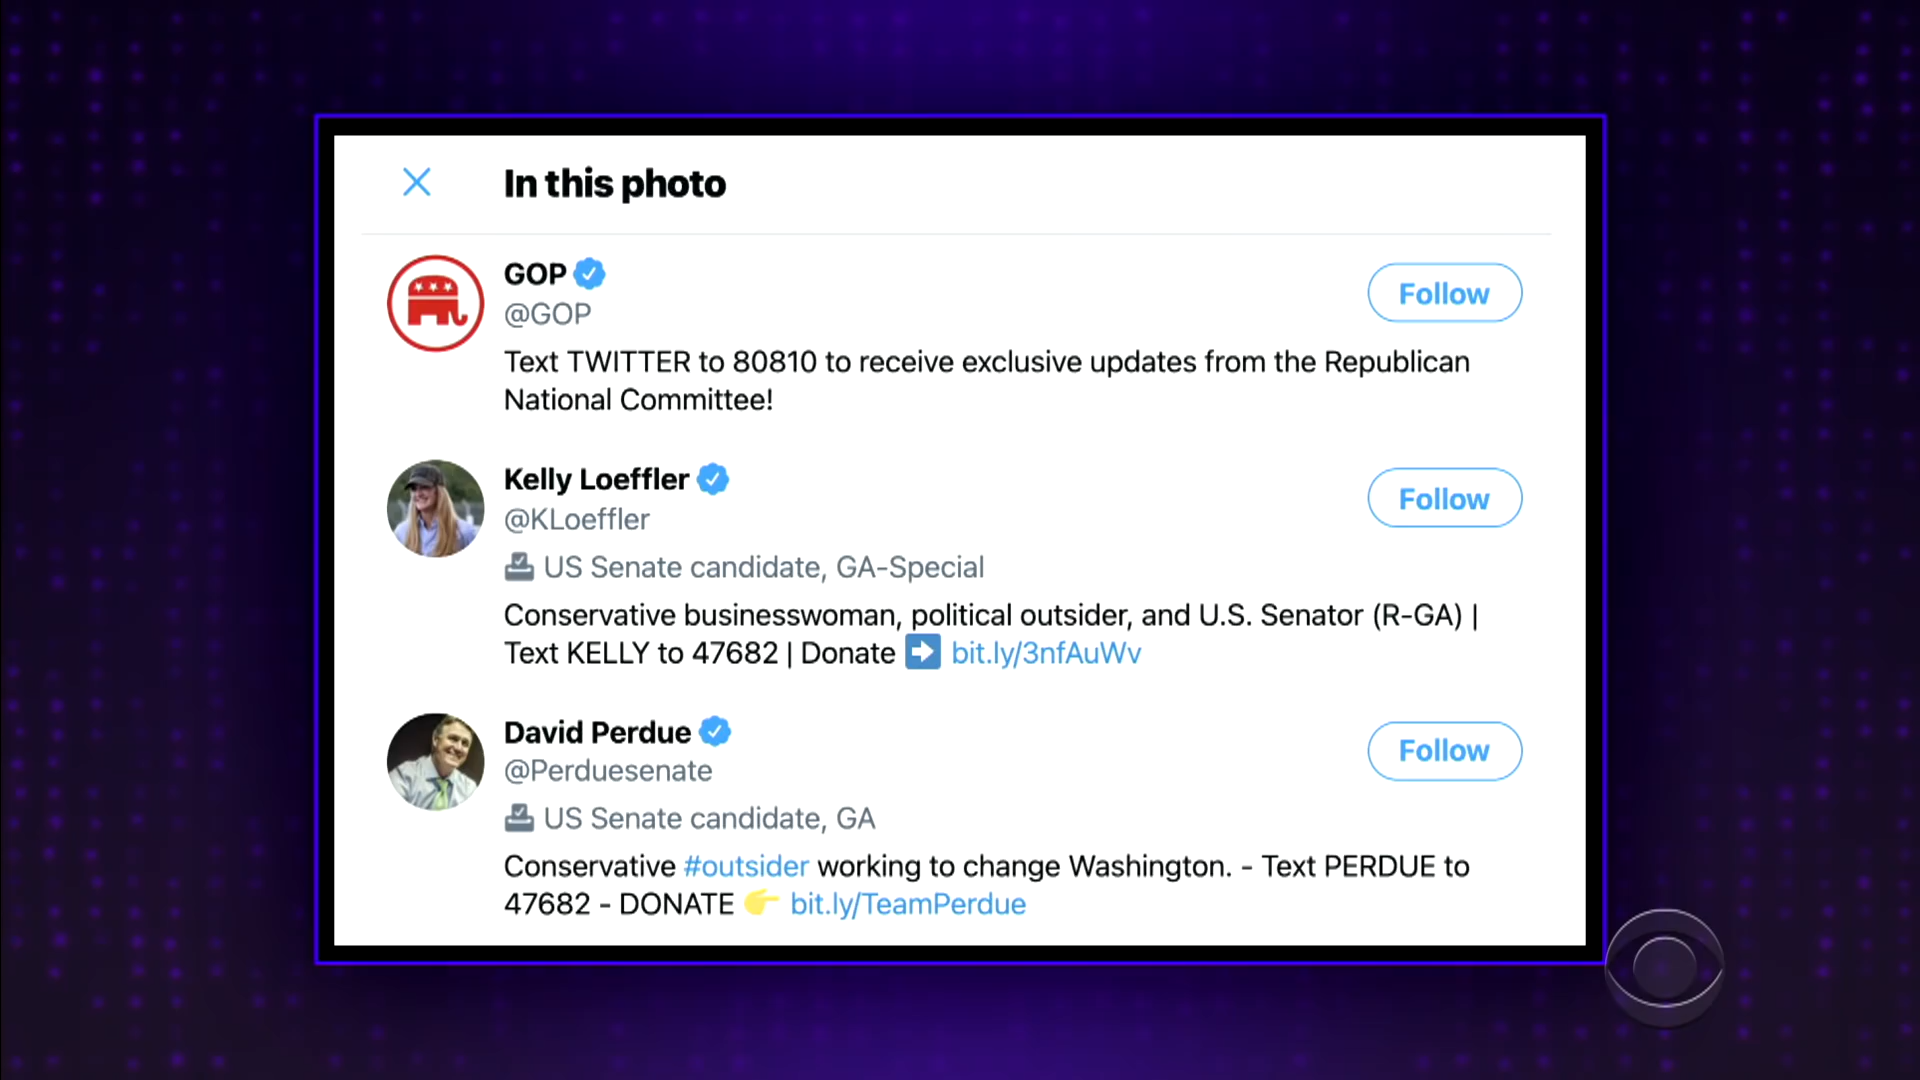 In this photo
GOP
Follow
@GOP
Text TWITTER to 80810 to receive exclusive updates from the Republican
National Committee!
Kelly Loeffler
Follow
@KLoeffler
US Senate candidate, GA-Special
Conservative businesswoman, political outsider, and U.S. Senator (R-GA) |
Text KELLY to 47682 | Donate ➡️ bit.ly/3nfAuWv
David Perdue
Follow
@Perduesenate
US Senate candidate, GA
Conservative #outsider working to change Washington. - Text PERDUE to
47682 - DONATE 👉 bit.ly/TeamPerdue